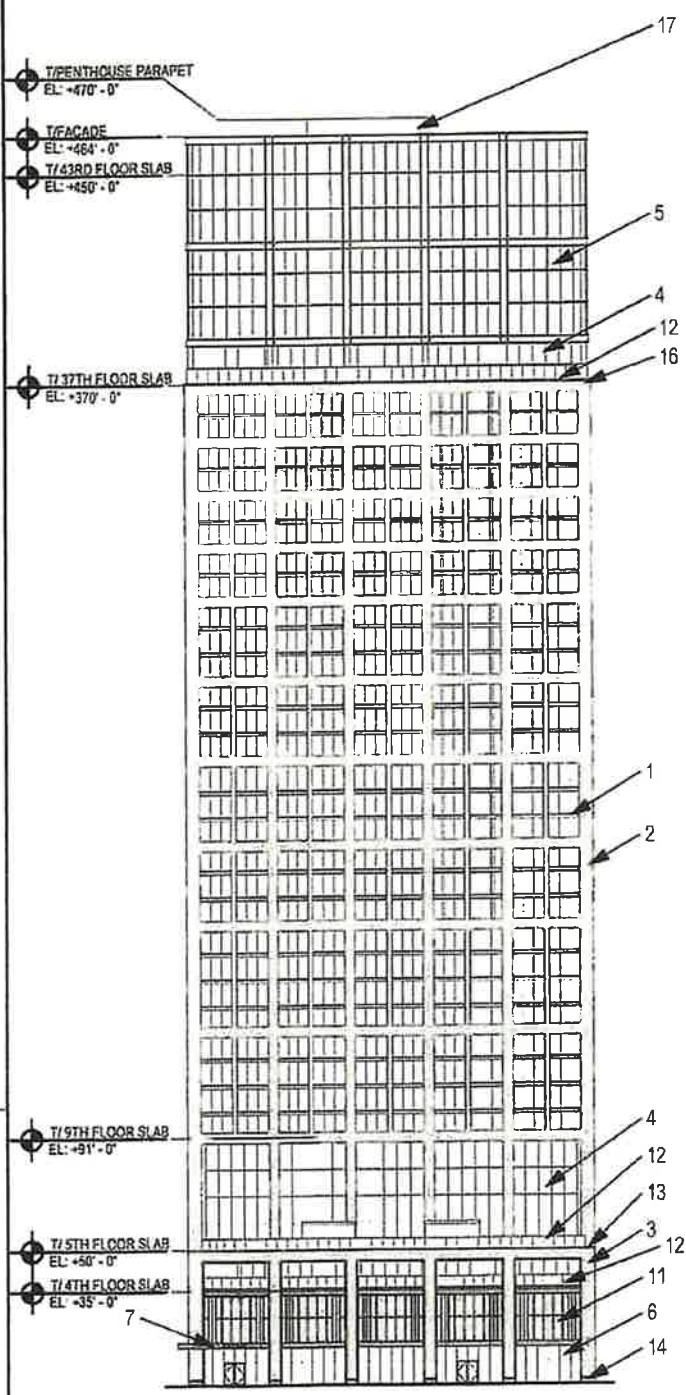 17
T/PENTHOUSE PARAPET
EL: +470' - 0"
T/FACADE
EL: +464' - 0"
T/43RD FLOOR SLAB
EL: +450' - 0"
5
4
12
16
T/37TH FLOOR SLAB
EL: +370' - 0"
1
2
T/9TH FLOOR SLAB
EL: +91' - 0"
4
12
13
3
T/5TH FLOOR SLAB
EL: +50' - 0"
12
T/4TH FLOOR SLAB
EL: +35' - 0"
11
7
6
14